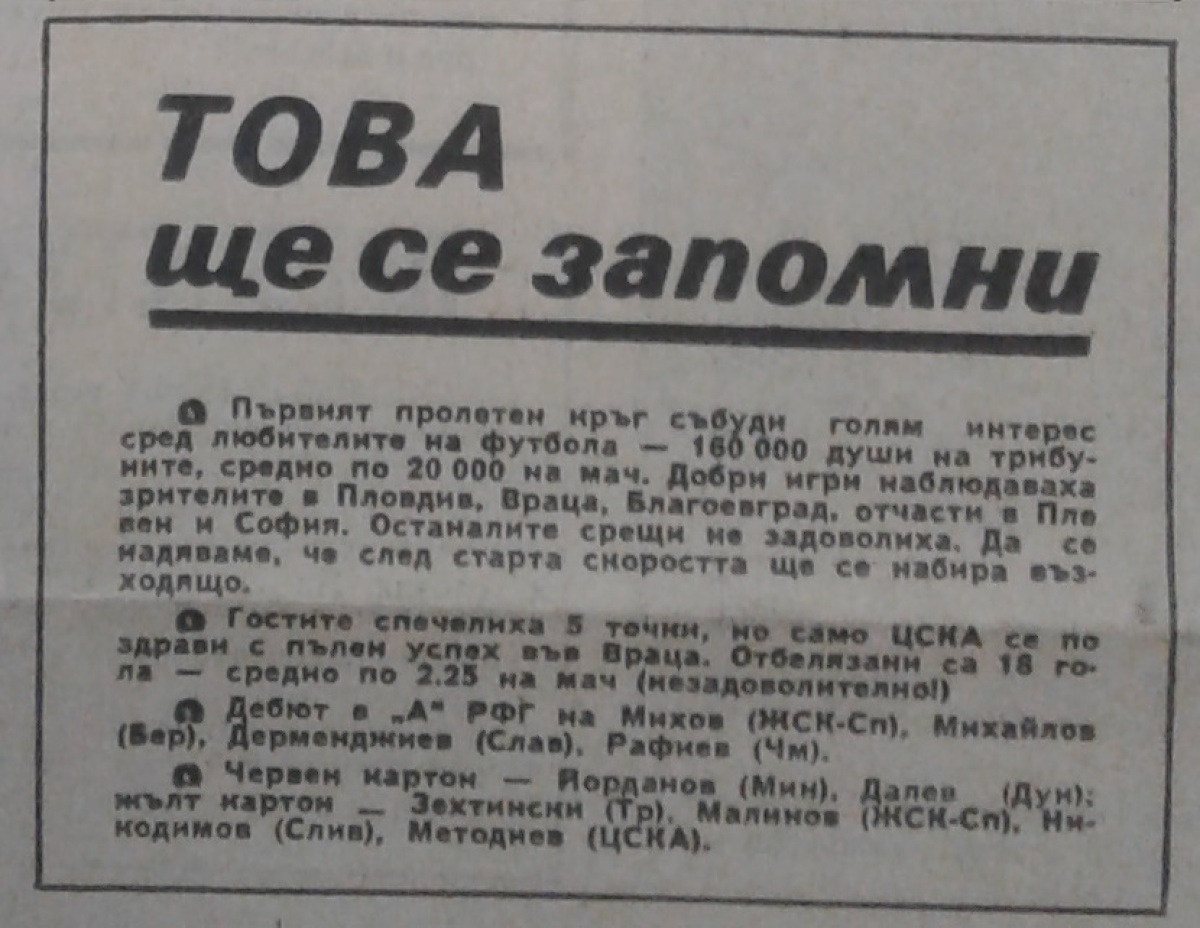 ТОВА
ще се запомни
Първият пролетен кръг събуди голям интерес
сред любителите на футбола — 160 000 души на трибу-
ните, средно по 20 000 на мач. Добри игри наблюдаваха
зрителите в Пловдив, Враца, Благоевград, отчасти в Пле
вен и София. Останалите срещи не задоволиха. Да се
надяваме, че след старта скоростта ще се набира въз-
ходящо.
Гостите спечелиха 5 точки, но само ЦСКА се по
здрави с пълен успех във Враца. Отбелязани са 18 го-
ла — средно по 2.25 на мач (незадоволително!)
Дебют в „А" РФГ на Михов (ЖСК-Сп), Михайлов
(Бер), Дерменджиев (Слав), Рафиев (Чм).
Червен картон — Йорданов (Мин), Далев (Дун);
жълт картон — Зехтински (Тр), Малинов (ЖСК-Сп), Ни-
кодимов (Слив), Методиев (ЦСКА).